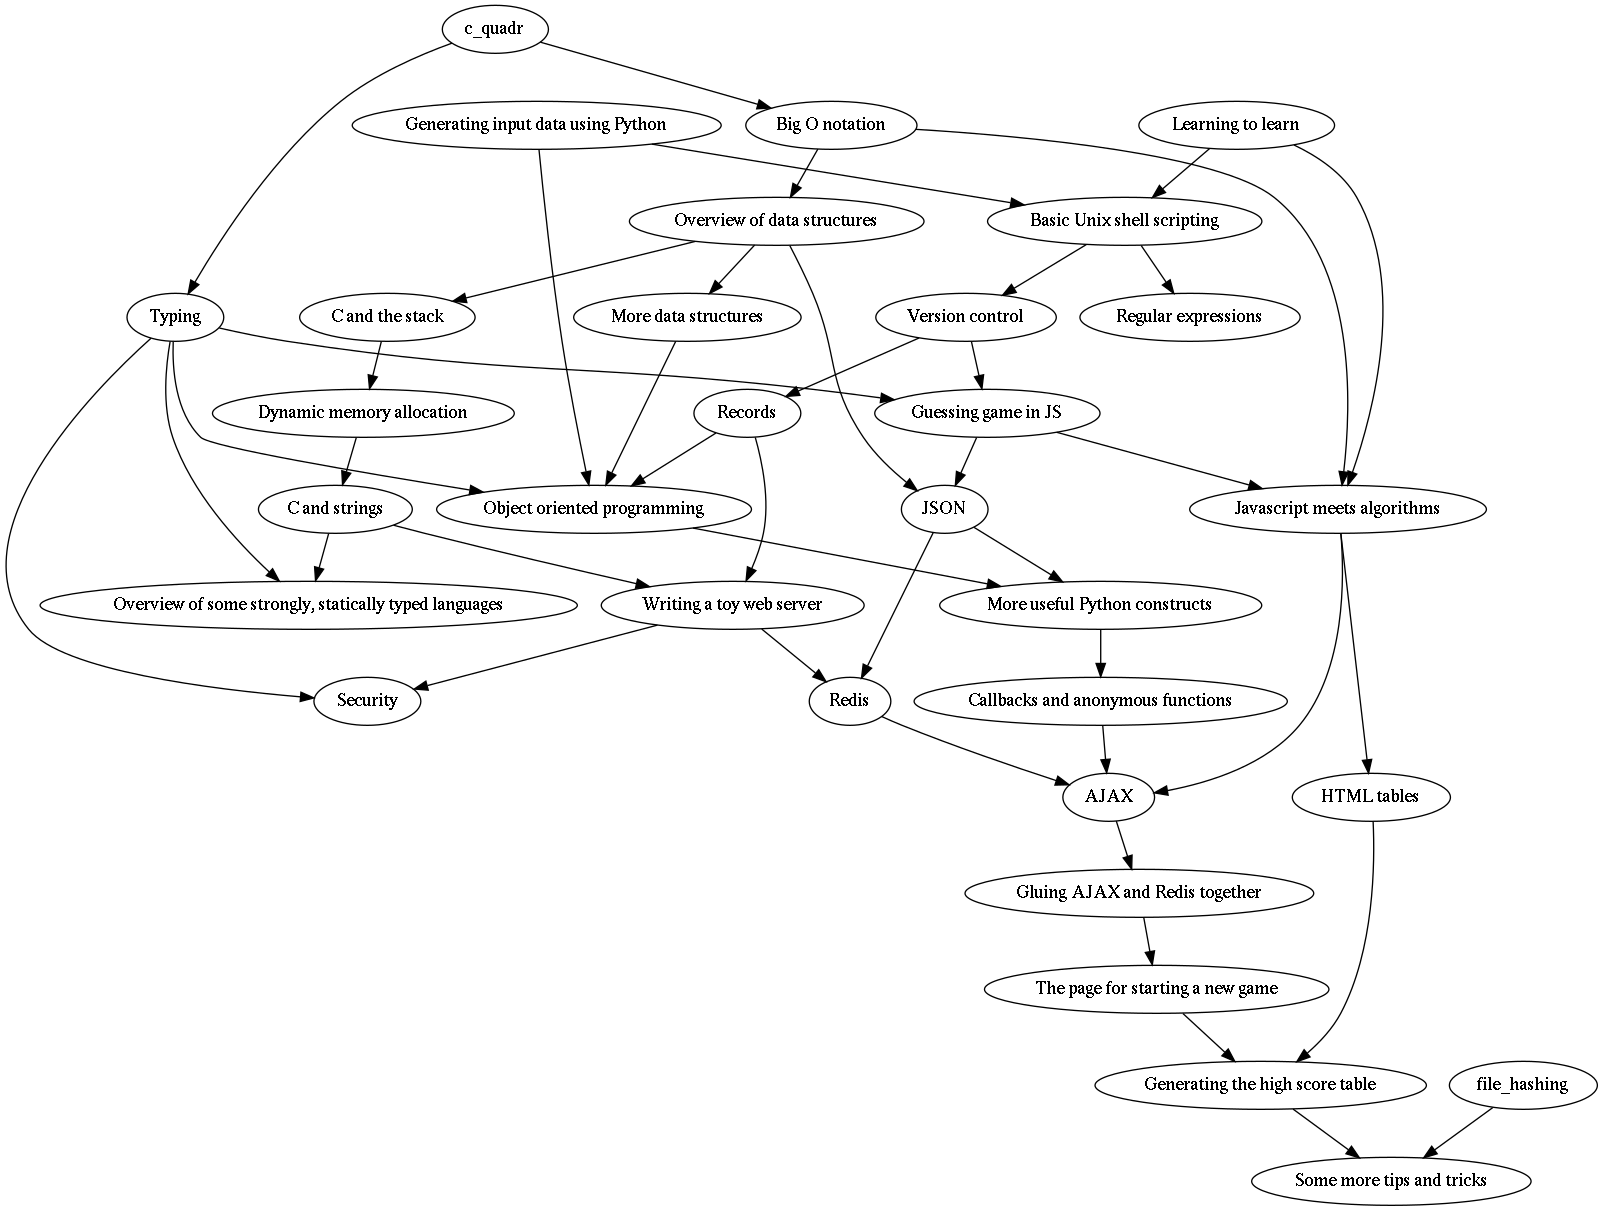 c_quadr
Generating input data using Python
Big O notation
Learning to learn
Overview of data structures
Basic Unix shell scripting
Typing
C and the stack
More data structures
Version control
Regular expressions
Dynamic memory allocation
Records
Guessing game in JS
C and strings
Object oriented programming
JSON
Javascript meets algorithms
Overview of some strongly, statically typed languages
Writing a toy web server
More useful Python constructs
Security
Redis
Callbacks and anonymous functions
AJAX
HTML tables
Gluing AJAX and Redis together
The page for starting a new game
Generating the high score table
file_hashing
Some more tips and tricks